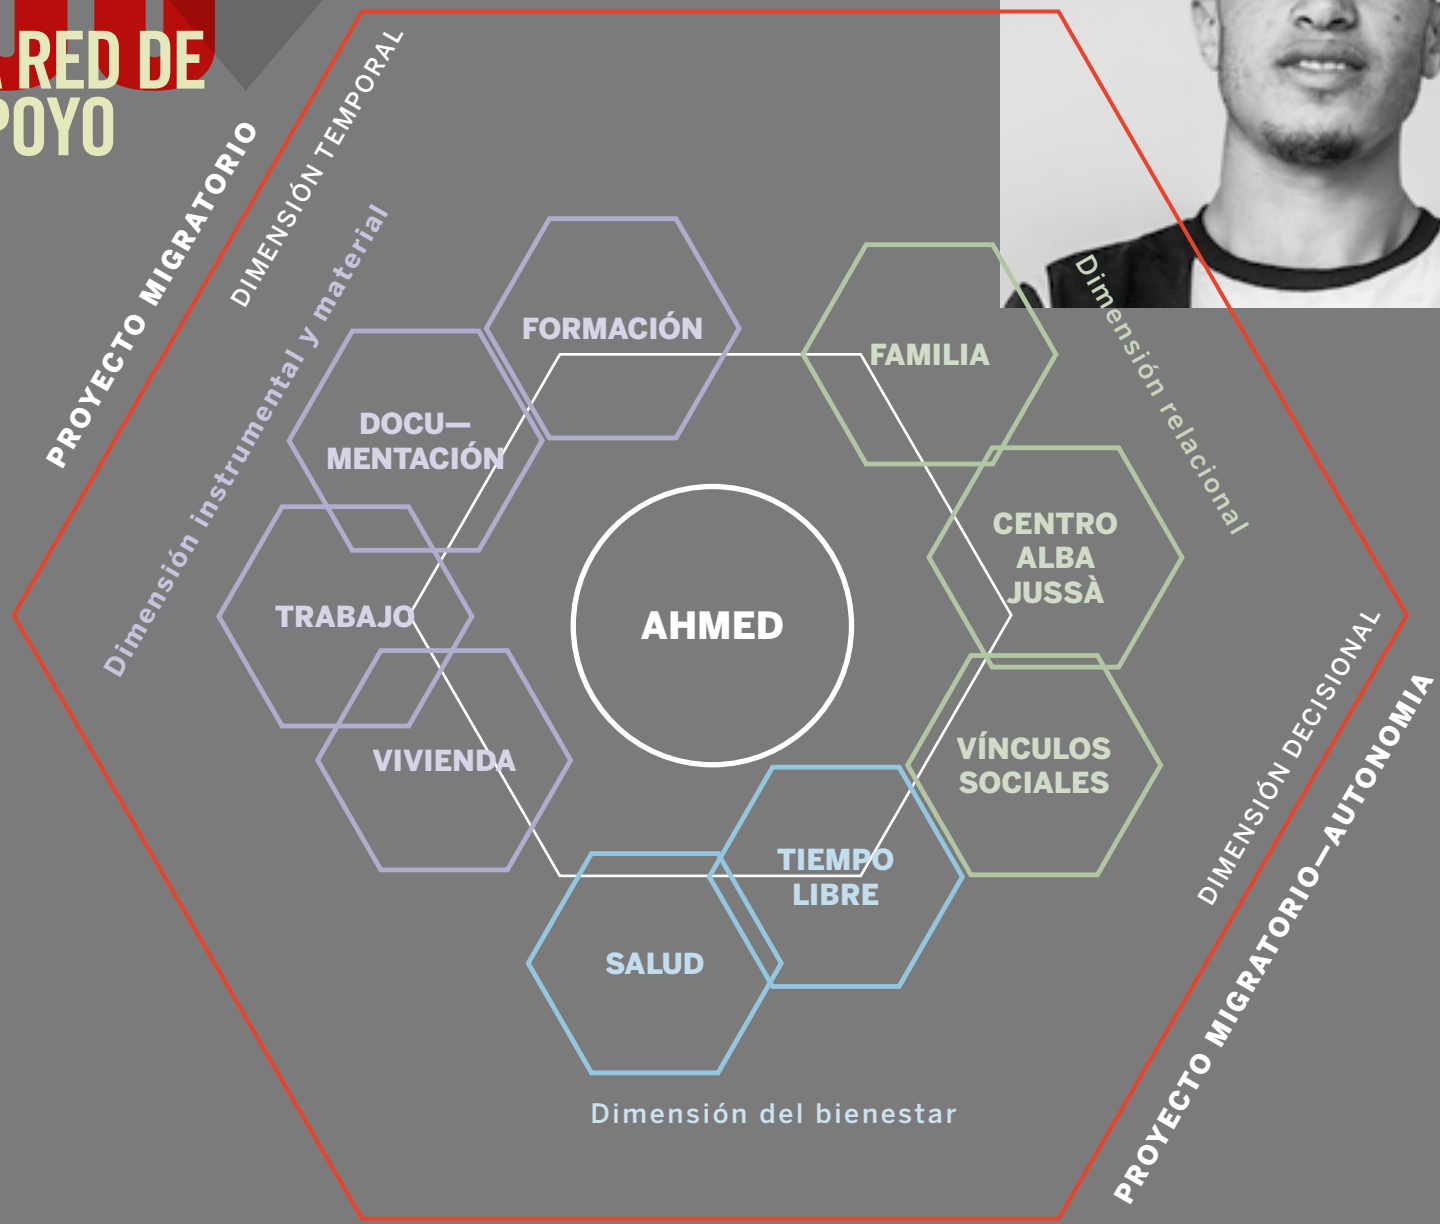 A RED DE
POYO
PROYECTO MIGRATORIO
DIMENSIÓN TEMPORAL
Dimensión instrumental y material
FORMACIÓN
FAMILIA
Dimensión relacional
DOCU—
MENTACIÓN
CENTRO
ALBA
JUSSÀ
TRABAJO
AHMED
VIVIENDA
VÍNCULOS
SOCIALES
TIEMPO
LIBRE
SALUD
DIMENSIÓN DECISIONAL
PROYECTO MIGRATORIO—AUTONOMIA
Dimensión del bienestar